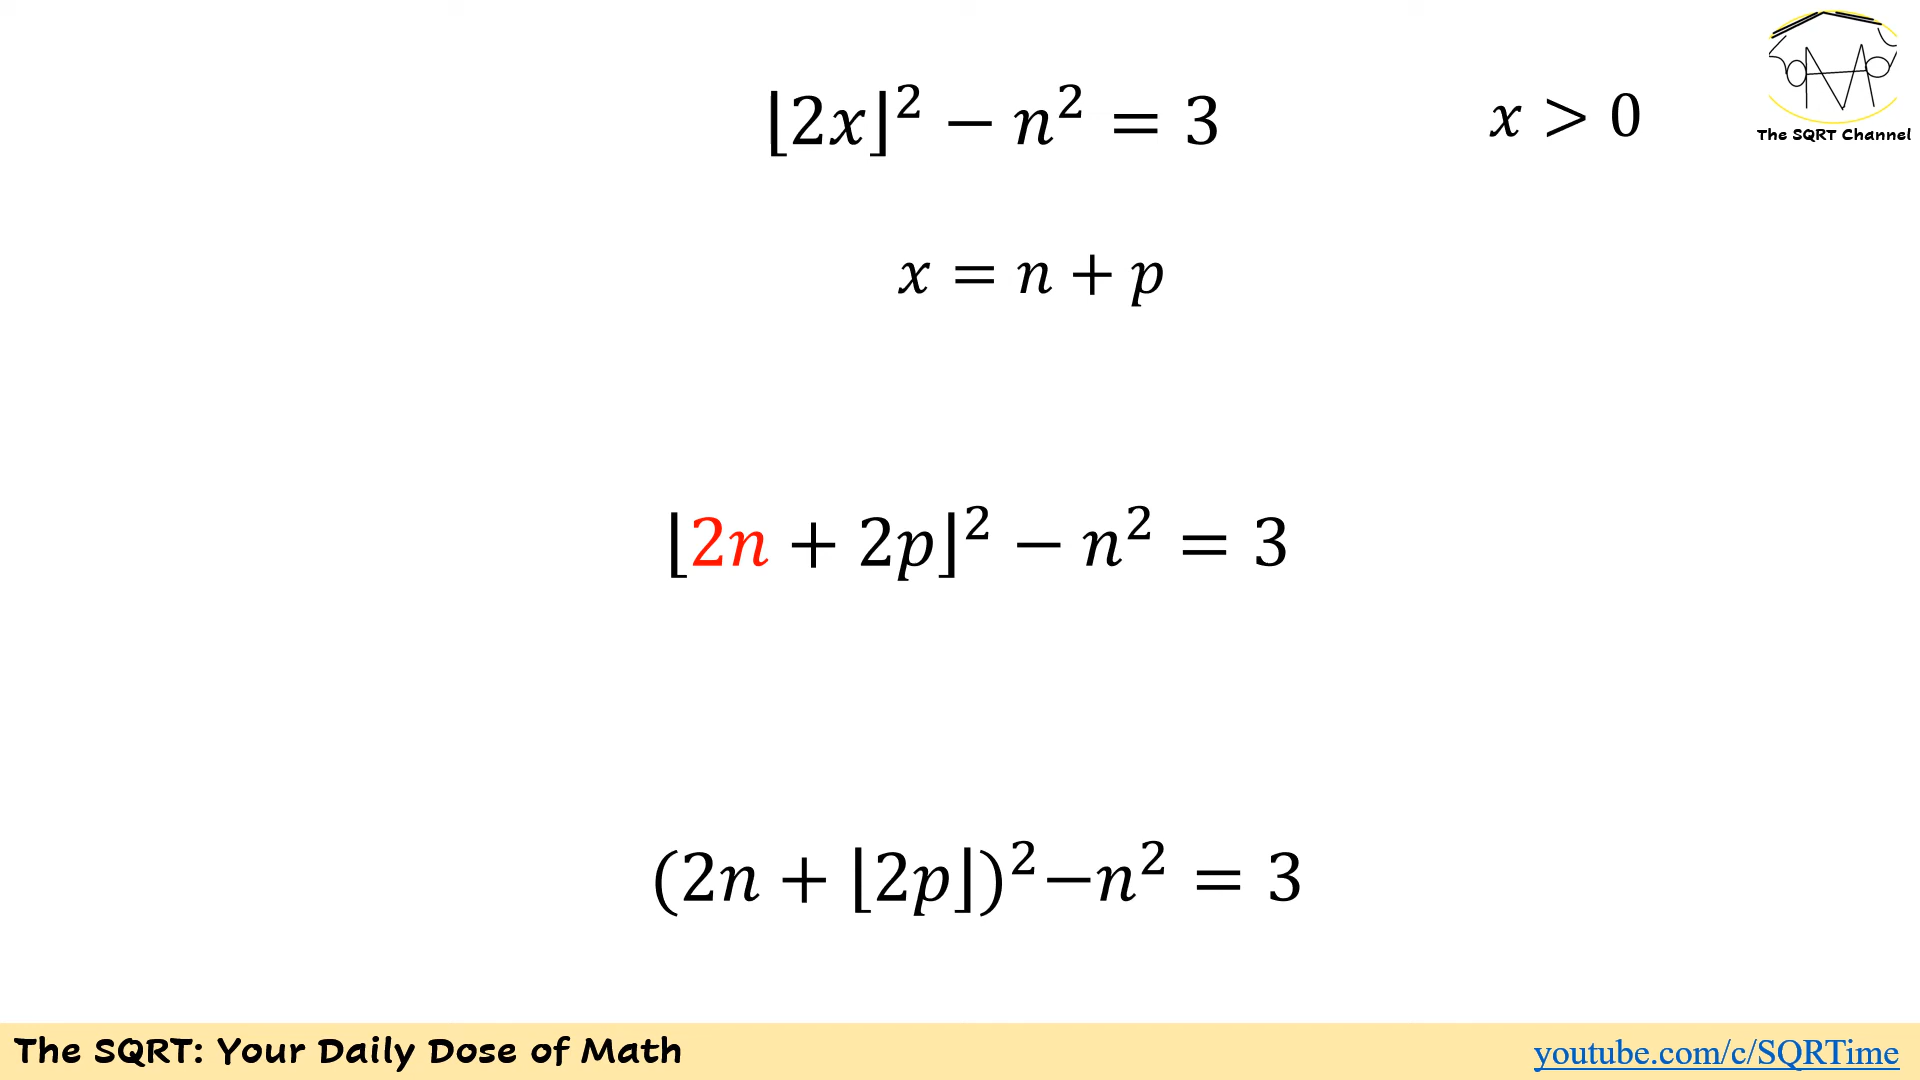 ⌊2x⌋² − n² = 3
x > 0
The SQRT Channel
x = n + p
⌊2n + 2p⌋² − n² = 3
(2n + ⌊2p⌋)²−n² = 3
The SQRT: Your Daily Dose of Math
youtube.com/c/SQRTime